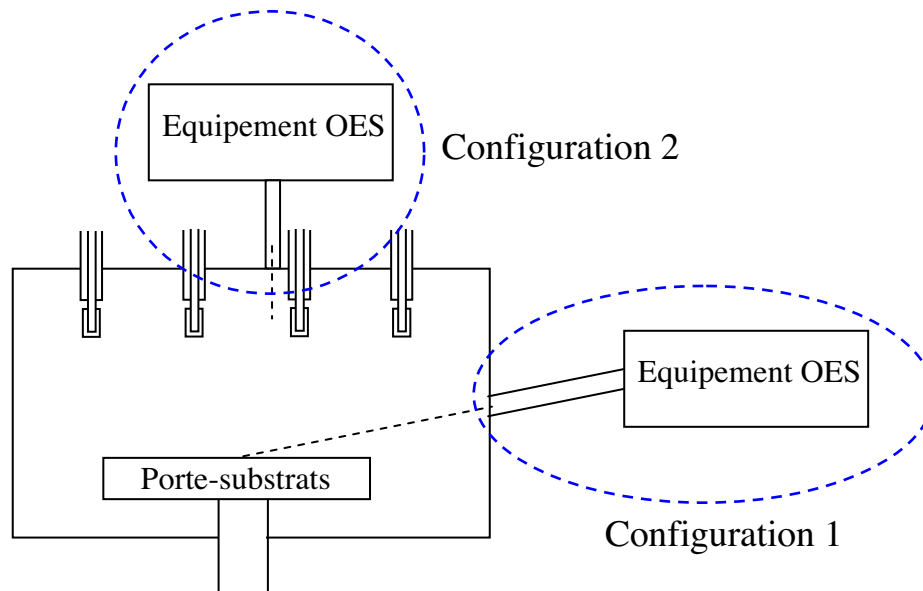 Equipement OES
Configuration 2
Equipement OES
Porte-substrats
Configuration 1